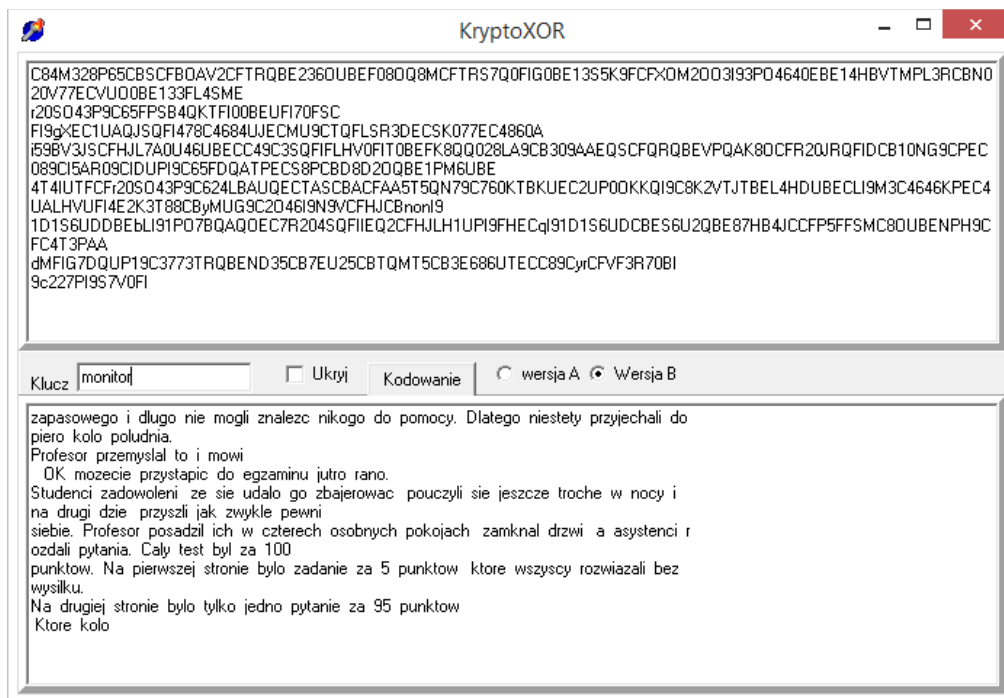 KryptoXOR
C84M328P65CBSCFBOAV2CFTRQBE236OUBEF08OQ8MCFTRS7Q0FIG0BE13S5K9FCFXOM2OO3I93PO4640EBE14HBVTMPL3RCBN0
20V77ECVUO0BE133FL4SME
r20SO43P9C65FPSB4QKTFI00BEUFI70FSC
FI9gXEC1UAQJSQFI478C4684UJECMU9CTQFLSR3DECSK077EC4860A
i59BV3JSCFHJL7A0U46UBECC49C3SQFIFLHV0FIT0BEFK8QQ028LA9CB309AAEQSCFQRQBEVPQAK8OCFR20JRQFIDCB10NG9CPEC
089CI5AR09CIDUPI9C65FDQATPECS8PCBD8D2OQBE1PM6UBE
4T4IUTFCFr20SO43P9C624LBAUQECTASCBACFAA5T5QN79C760KTBKUEC2UP0OKKQI9C8K2VTJTBEL4HDUBECLI9M3C4646KPEC4
UALHVUFI4E2K3T88CByMUG9C2O46I9N9VCFHJCBnonI9
1D1S6UDDBEbLI91PO7BQAQOEC7R204SQFIIEQ2CFHJLH1UPI9FHECqI91D1S6UDCBES6U2QBE87HB4JCCFP5FFSMC8OUBENPH9C
FC4T3PAA
dMFIG7DQUP19C3773TRQBEND35CB7EU25CBTQMT5CB3E686UTECC89CyrCFVF3R70BI
9c227PI9S7V0FI
Klucz monitor Ukryj Kodowanie wersja A Wersja B
zapasowego i dlugo nie mogli znalezc nikogo do pomocy. Dlatego niestety przyjechali do
piero kolo poludnia.
Profesor przemyslal to i mowi
OK mozecie przystapic do egzaminu jutro rano.
Studenci zadowoleni ze sie udalo go zbajerowac pouczyli sie jeszcze troche w nocy i
na drugi dzie przyszli jak zwykle pewni
siebie. Profesor posadzil ich w czterech osobnych pokojach zamknal drzwi a asystenci r
ozdali pytania. Caly test byl za 100
punktow. Na pierwszej stronie bylo zadanie za 5 punktow ktore wszyscy rozwiazali bez
wysilku.
Na drugiej stronie bylo tylko jedno pytanie za 95 punktow
Ktore kolo